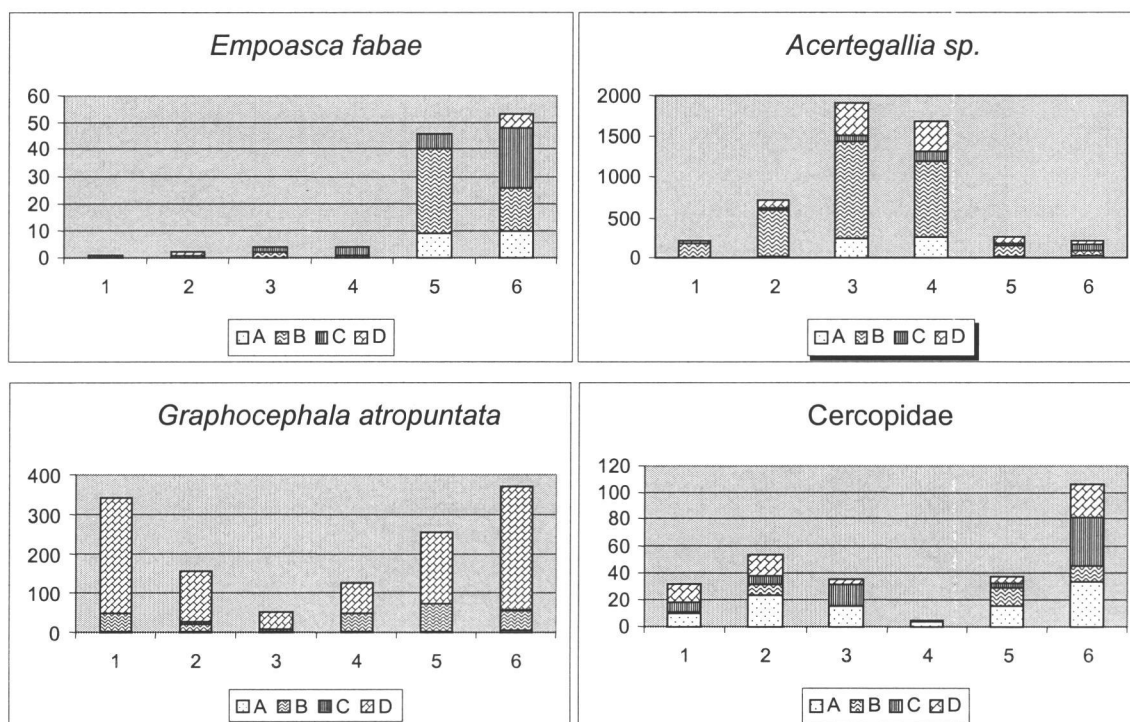 Empoasca fabae
60
50
40
30
20
10
0
1 2 3 4 5 6
A B C D
Acertegallia sp.
2000
1500
1000
500
0
1 2 3 4 5 6
A B C D
Graphocephala atropuntata
400
300
200
100
0
1 2 3 4 5 6
A B C D
Cercopidae
120
100
80
60
40
20
0
1 2 3 4 5 6
A B C D